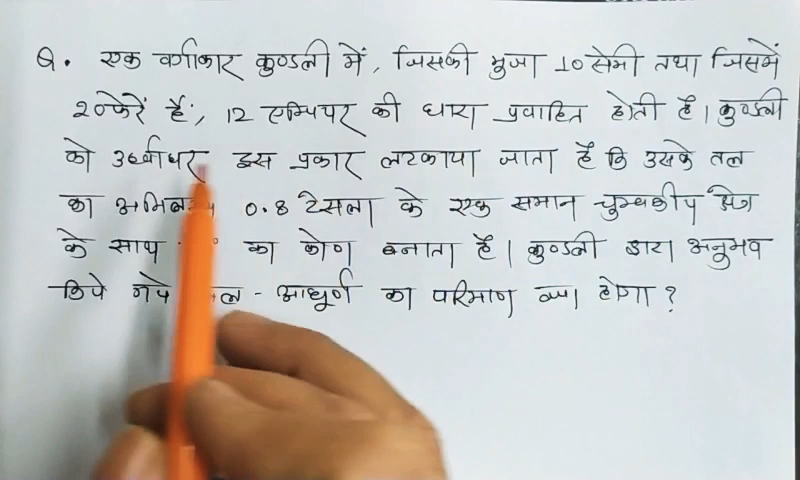 Q. एक वर्गाकार कुण्डली में, जिसकी भुजा 10 सेमी तथा जिसमें
20 फेरें हैं, 12 एम्पियर की धारा प्रवाहित होती है। कुण्डली
को उर्ध्वाधर इस प्रकार लटकाया जाता है कि उसके तल
का 0.8 टेसला के एक समान चुम्बकीय क्षेत्र
के साथ का कोण बनाता है। कुण्डली द्वारा अनुभव
किये गये - आघूर्ण का परिमाण क्या होगा ?